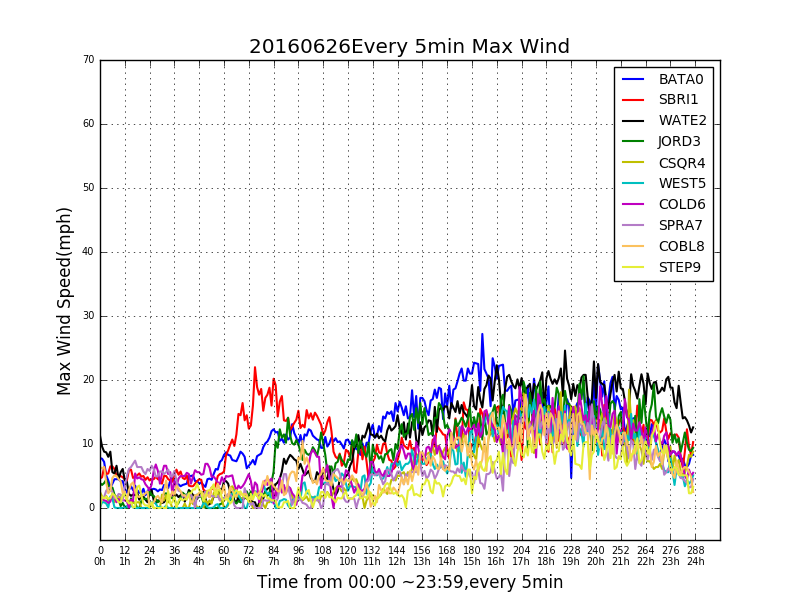 20160626Every 5min Max Wind
70
60
50
40
30
20
10
0
Max Wind Speed(mph)
BATA0
SBRI1
WATE2
JORD3
CSQR4
WEST5
COLD6
SPRA7
COBL8
STEP9
0 12 24 36 48 60 72 84 96 108 120 132 144 156 168 180 192 204 216 228 240 252 264 276 288
0h 1h 2h 3h 4h 5h 6h 7h 8h 9h 10h 11h 12h 13h 14h 15h 16h 17h 18h 19h 20h 21h 22h 23h 24h
Time from 00:00 ~23:59,every 5min